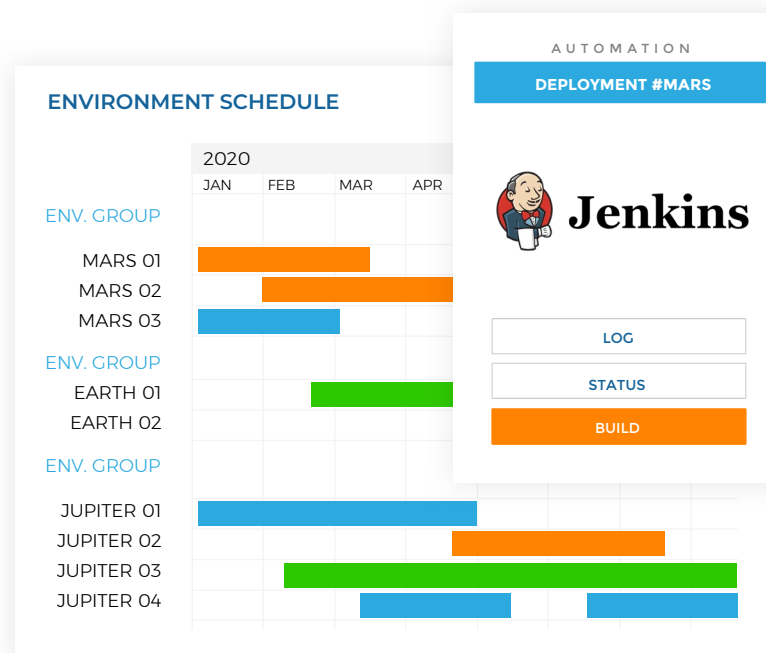 AUTOMATION
DEPLOYMENT #MARS
ENVIRONMENT SCHEDULE
2020
JAN FEB MAR APR
ENV. GROUP
MARS 01
MARS 02
MARS 03
ENV. GROUP
EARTH 01
EARTH 02
ENV. GROUP
JUPITER 01
JUPITER 02
JUPITER 03
JUPITER 04
Jenkins
LOG
STATUS
BUILD